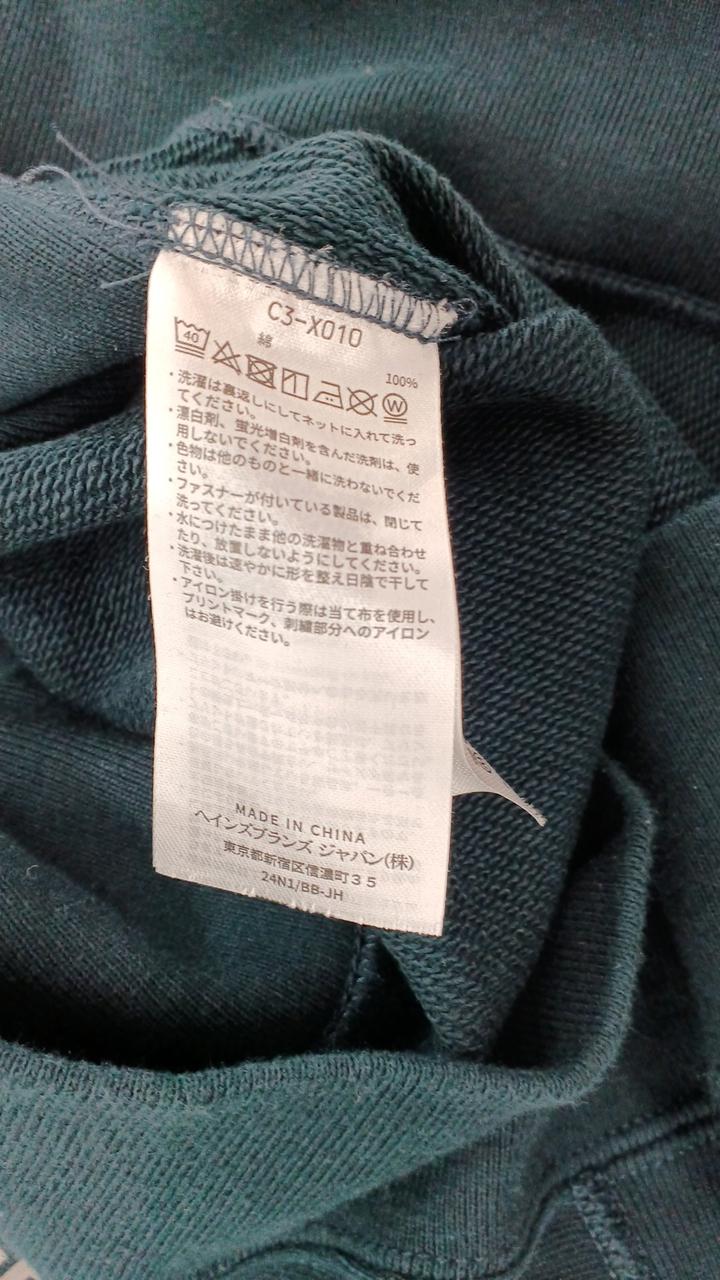 C3-X010
綿 100%
40 W
・洗濯は裏返しにしてネットに入れて洗っ
てください。
・漂白剤、蛍光増白剤を含んだ洗剤は、使
用しないでください。
・色物は他のものと一緒に洗わないでくだ
さい。
・ファスナーが付いている製品は、閉じて
洗ってください。
・水につけたまま他の洗濯物と重ね合わせ
たり、放置しないようにしてください。
・洗濯後は速やかに形を整え日陰で干して
下さい。
・アイロン掛けを行う際は当て布を使用し、
プリントマーク、刺繍部分へのアイロン
はお避けください。
MADE IN CHINA
ヘインズブランズ ジャパン(株)
東京都新宿区信濃町35
24N1/BB-JH